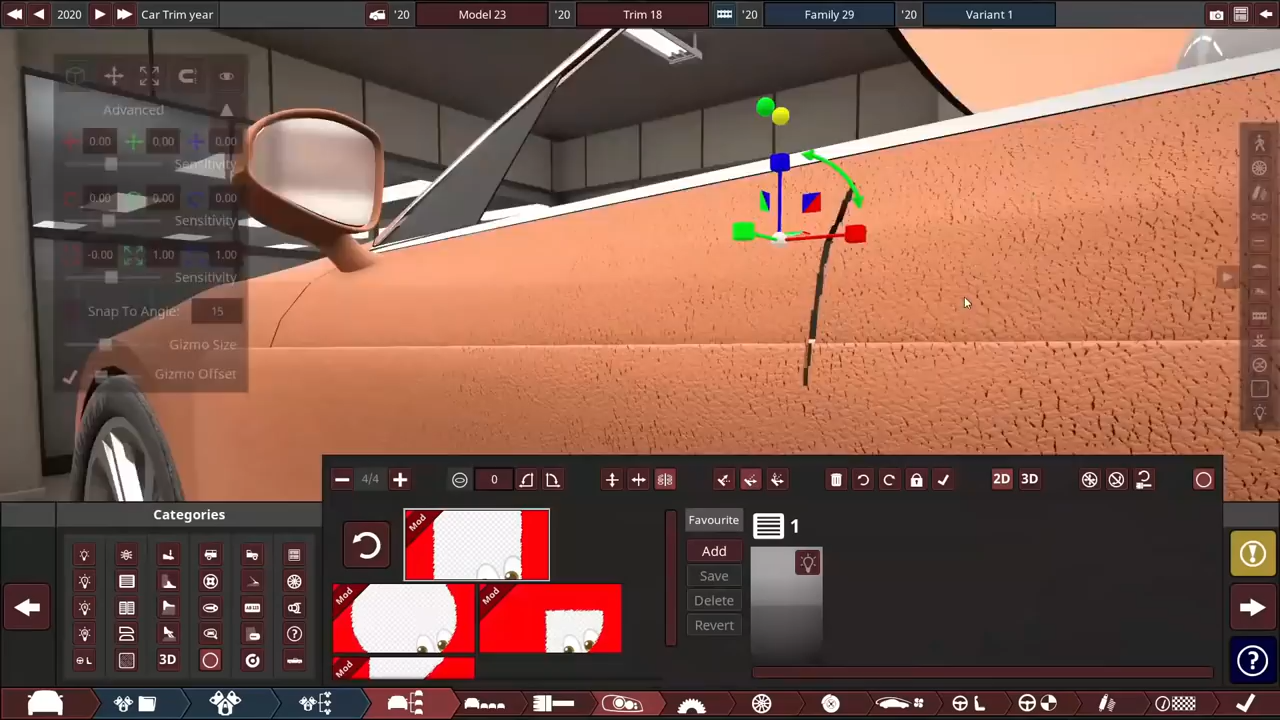 2020 Car Trim year '20 Model 23 '20 Trim 18 '20 Family 29 '20 Variant 1
Advanced
0.00 0.00 0.00
Sensitivity
0.00 0.00 0.00
Sensitivity
-0.00 1.00 1.00
Sensitivity
Snap To Angle: 15
Gizmo Size
Gizmo Offset
4/4 0 2D 3D
Categories
Mod
Mod
Mod
Mod
Favourite
Add
Save
Delete
Revert
1
L 3D